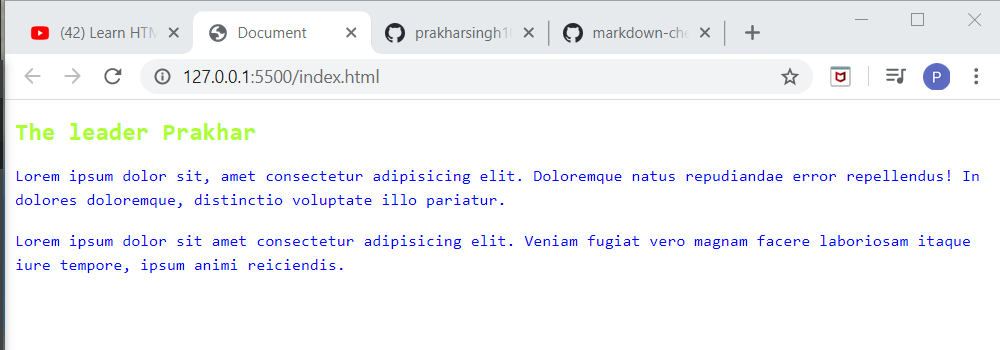 (42) Learn HTM
Document
prakharsingh1
markdown-che
127.0.0.1:5500/index.html
P
The leader Prakhar
Lorem ipsum dolor sit, amet consectetur adipisicing elit. Doloremque natus repudiandae error repellendus! In
dolores doloremque, distinctio voluptate illo pariatur.
Lorem ipsum dolor sit amet consectetur adipisicing elit. Veniam fugiat vero magnam facere laboriosam itaque
iure tempore, ipsum animi reiciendis.